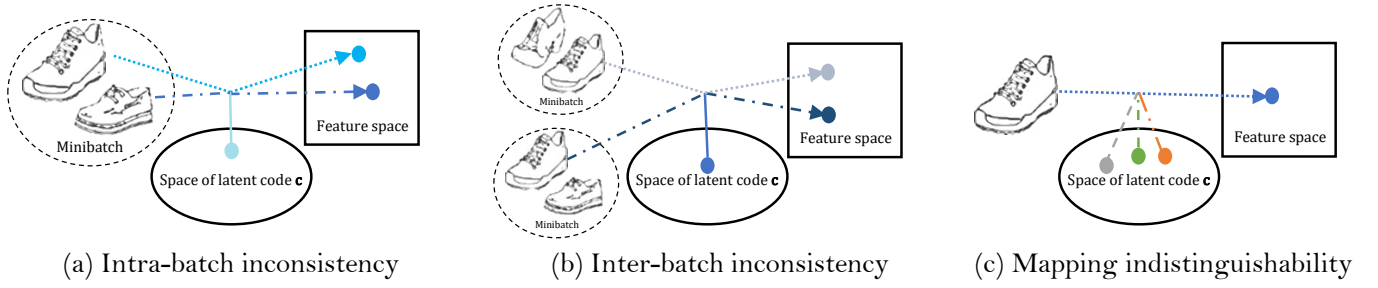 Minibatch
Feature space
Space of latent code c
(a) Intra-batch inconsistency
Minibatch
Minibatch
Feature space
Space of latent code c
(b) Inter-batch inconsistency
Feature space
Space of latent code c
(c) Mapping indistinguishability